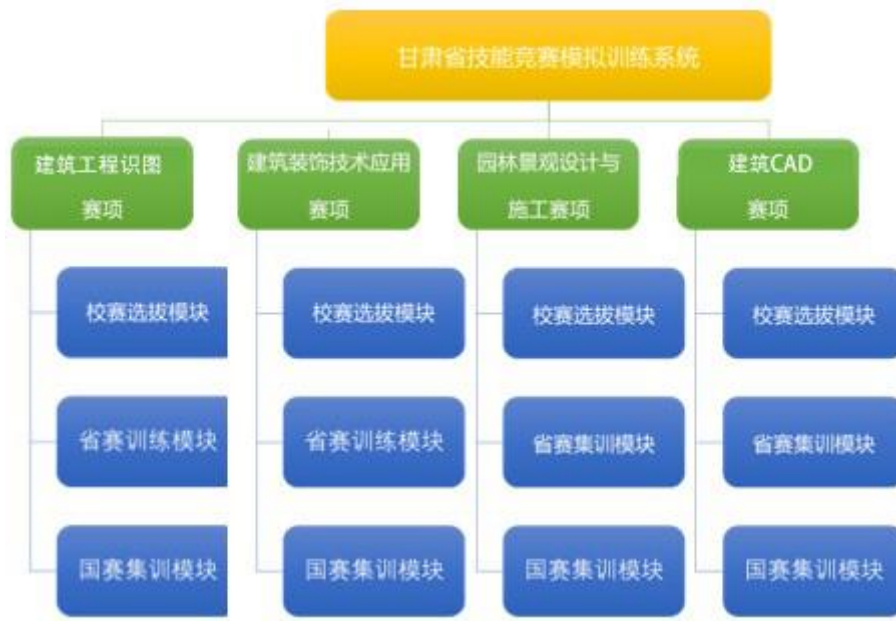 甘肃省技能竞赛模拟训练系统
建筑工程识图
赛项
建筑装饰技术应用
赛项
园林景观设计与
施工赛项
建筑CAD
赛项
校赛选拔模块
校赛选拔模块
校赛选拔模块
校赛选拔模块
省赛训练模块
省赛训练模块
省赛集训模块
省赛集训模块
国赛集训模块
国赛集训模块
国赛集训模块
国赛集训模块